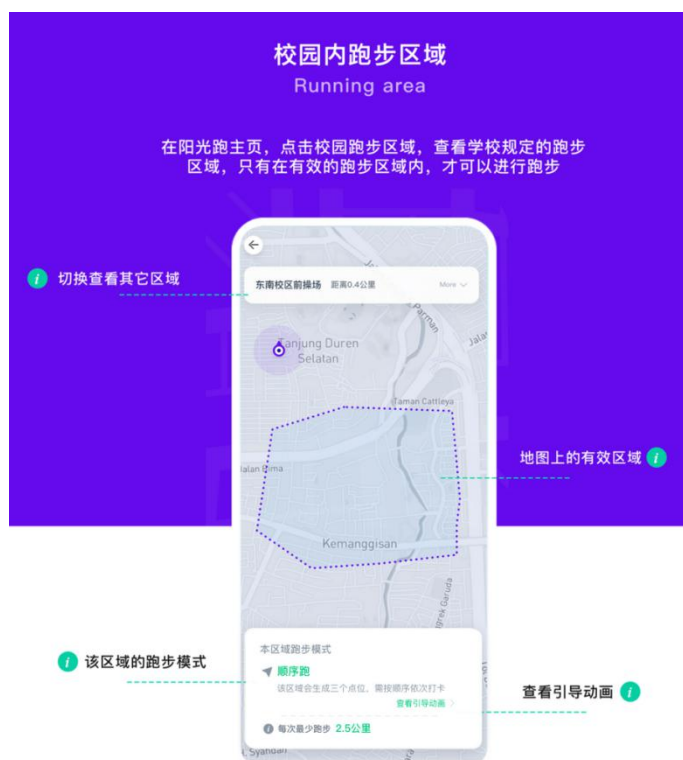 校园内跑步区域
Running area
在阳光跑主页，点击校园跑步区域，查看学校规定的跑步
区域，只有在有效的跑步区域内，才可以进行跑步
切换查看其它区域
东南校区前操场 距离0.4公里 More
Parman
Jala
Tanjung Duren
Selatan
Taman Cattleya
地图上的有效区域
Jalan Bima
Kemanggisan
Anggrek Garuda
本区域跑步模式
该区域的跑步模式
顺序跑
该区域会生成三个点位，需按顺序依次打卡
查看引导动画
查看引导动画
每次最少跑步 2.5公里
l. Syahdan